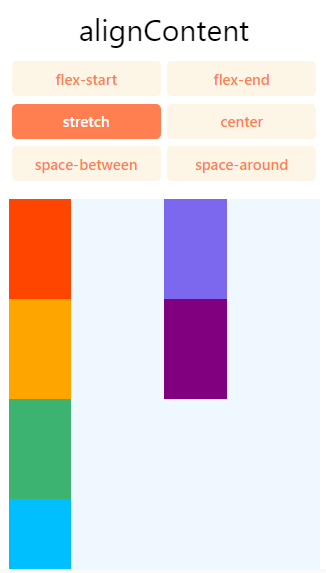 alignContent
flex-start flex-end
stretch center
space-between space-around